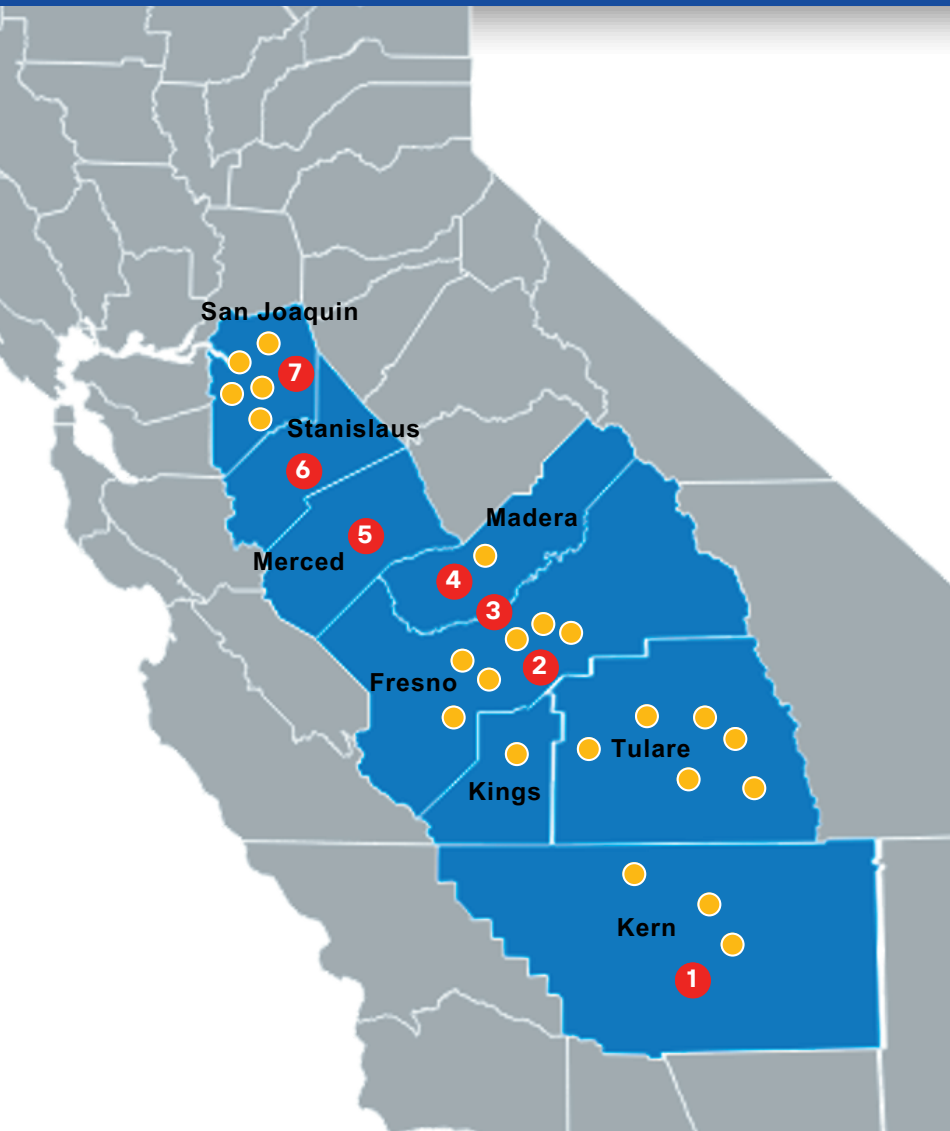 San Joaquin
7
Stanislaus
6
Madera
5
Merced
4
3
2
Fresno
Tulare
Kings
Kern
1